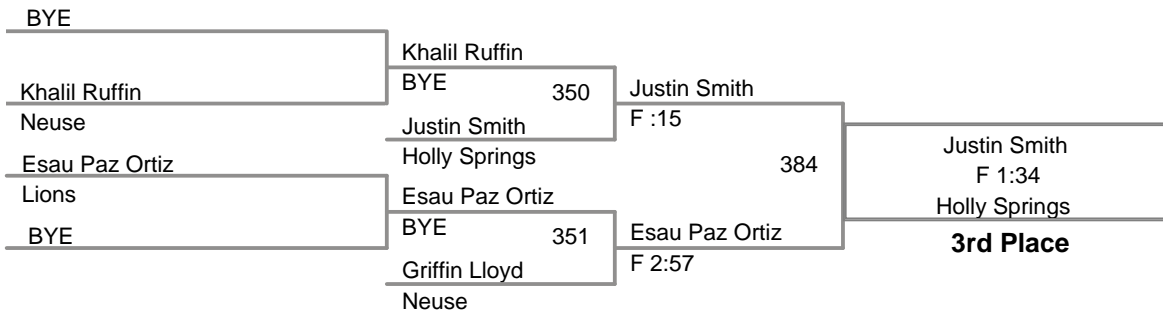 BYE
Khalil Ruffin
Neuse
Esau Paz Ortiz
Lions
BYE
Khalil Ruffin
BYE
350
Justin Smith
Holly Springs
Esau Paz Ortiz
BYE
351
Griffin Lloyd
Neuse
Justin Smith
F :15
384
Esau Paz Ortiz
F 2:57
Justin Smith
F 1:34
Holly Springs
3rd Place